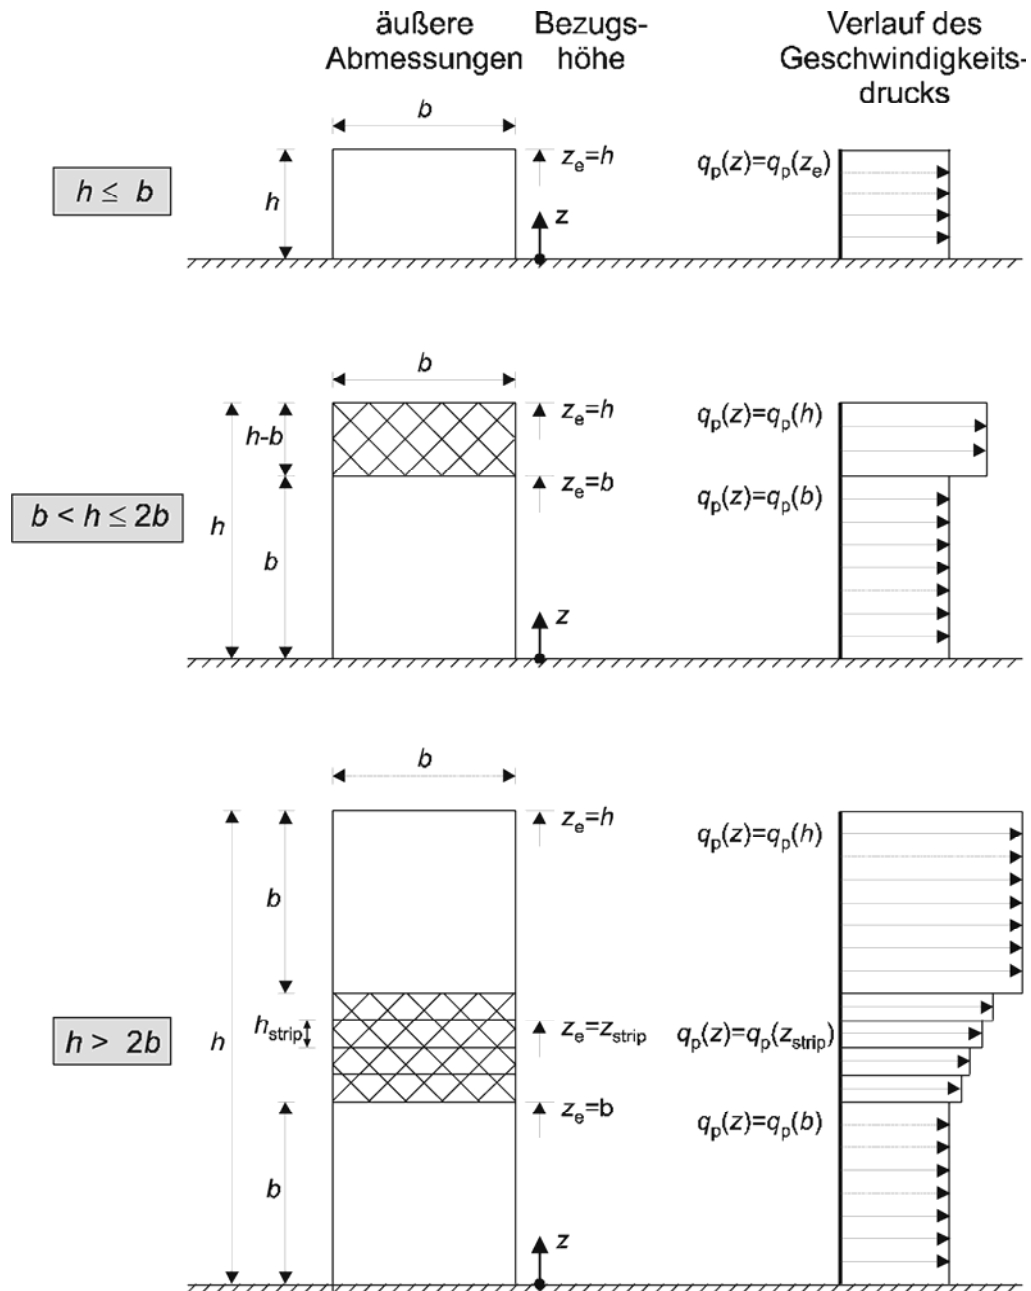 äußere Abmessungen
Bezugs-
höhe
Verlauf des
Geschwindigkeits-
drucks
h ≤ b
b
h
z_e=h
z
q_p(z)=q_p(z_e)
b < h ≤ 2b
b
h
h-b
b
z_e=h
z_e=b
z
q_p(z)=q_p(h)
q_p(z)=q_p(b)
h > 2b
b
h
b
h_strip
b
z_e=h
z_e=z_strip
z_e=b
z
q_p(z)=q_p(h)
q_p(z)=q_p(z_strip)
q_p(z)=q_p(b)